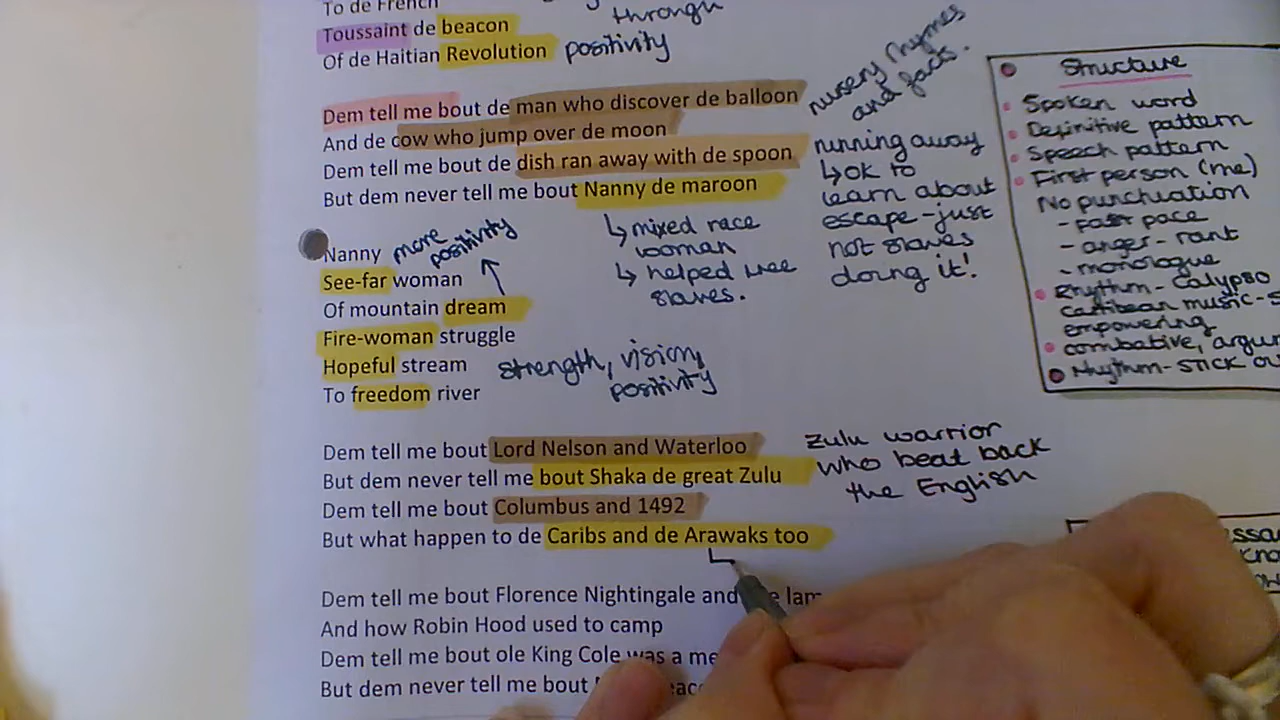 To de French
through
Toussaint de beacon
Of de Haitian Revolution
positivity
Dem tell me bout de man who discover de balloon
And de cow who jump over de moon
Dem tell me bout de dish ran away with de spoon
But dem never tell me bout Nanny de maroon
nursery rhymes
and facts.
running away
↳ ok to
learn about
escape - just
not slaves
doing it!
↳ mixed race
woman
↳ helped free
slaves.
Nanny
See-far woman
Of mountain dream
Fire-woman struggle
Hopeful stream
To freedom river
more
positivity
strength, vision,
positivity
Dem tell me bout Lord Nelson and Waterloo
But dem never tell me bout Shaka de great Zulu
Dem tell me bout Columbus and 1492
But what happen to de Caribs and de Arawaks too
Zulu warrior
who beat back
the English
Dem tell me bout Florence Nightingale and
And how Robin Hood used to camp
Dem tell me bout ole King Cole was a
But dem never tell me bout
Structure
Spoken word
Definitive pattern
Speech pattern
First person (me)
No punctuation
- fast pace
- anger - rant
- monologue
Rhythm - Calypso
caribbean music -
empowering
combative,
Rhythm - STICK